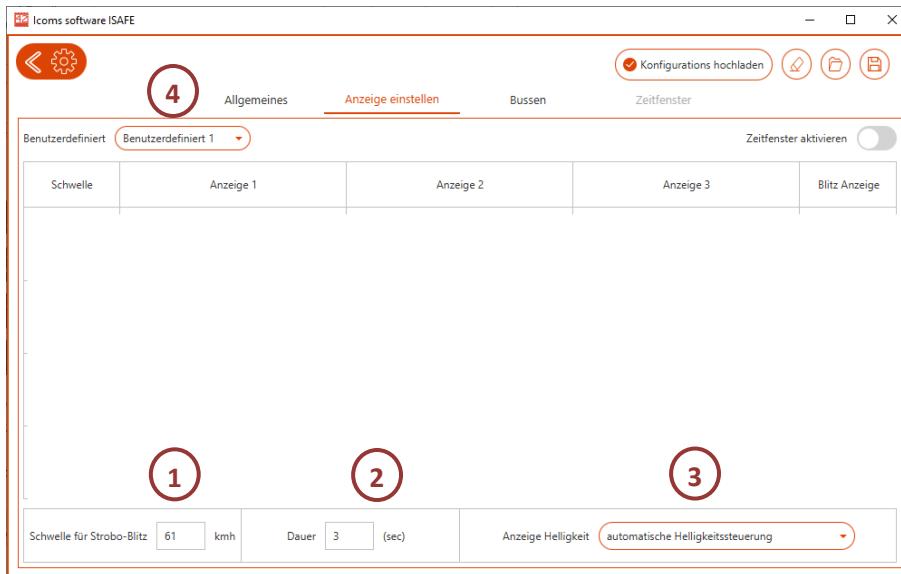 Icoms software ISAFE
Konfigurations hochladen
4
Allgemeines Anzeige einstellen Bussen Zeitfenster
Benutzerdefiniert Benutzerdefiniert 1 Zeitfenster aktivieren
Schwelle Anzeige 1 Anzeige 2 Anzeige 3 Blitz Anzeige
1 2 3
Schwelle für Strobo-Blitz 61 kmh Dauer 3 (sec) Anzeige Helligkeit automatische Helligkeitssteuerung